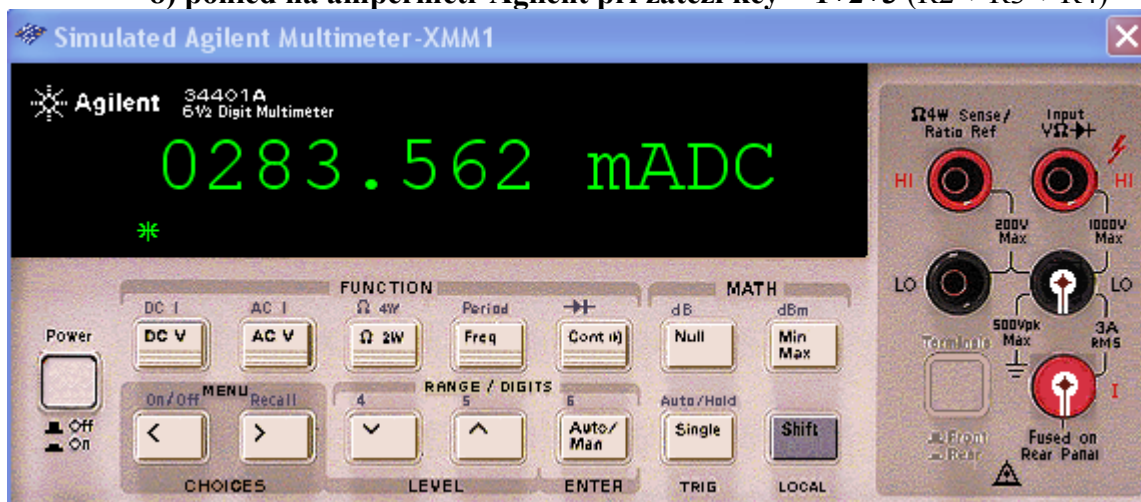 6) pohled na ampérmetr Agilent při zátěži key = 1+2+3 (R2 + R3 + R4)
Simulated Agilent Multimeter-XMM1
Agilent 34401A
6½ Digit Multimeter
0283.562 mADC
Ω4W Sense/
Ratio Ref
Input
VΩ
HI
HI
200V
Max
1000V
Max
LO
LO
500Vpk
Max
3A
RMS
Terminals
I
Front
Rear
Fused on
Rear Panal
FUNCTION
MATH
DC I AC I Ω 4W Period dB dBm
Power
DC V AC V Ω 2W Freq Cont Null Min
Max
MENU
RANGE / DIGITS
On/Off Recall 4 5 6 Auto/Hold
Off
On
< > Auto/
Man Single Shift
CHOICES LEVEL ENTER TRIG LOCAL